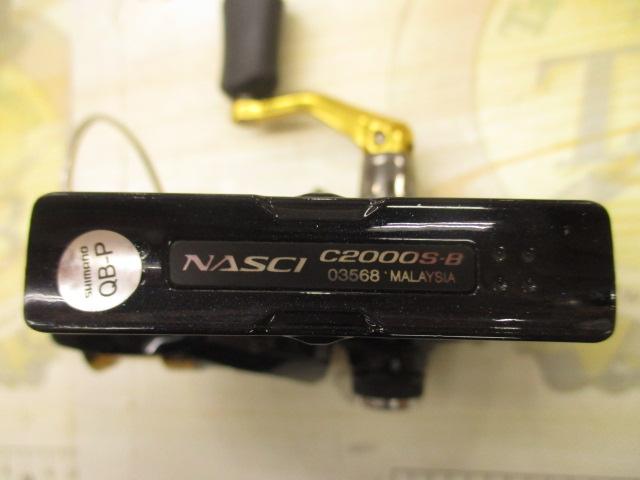 SHIMANO
QB-P
NASCI C2000S-B
03568 MALAYSIA